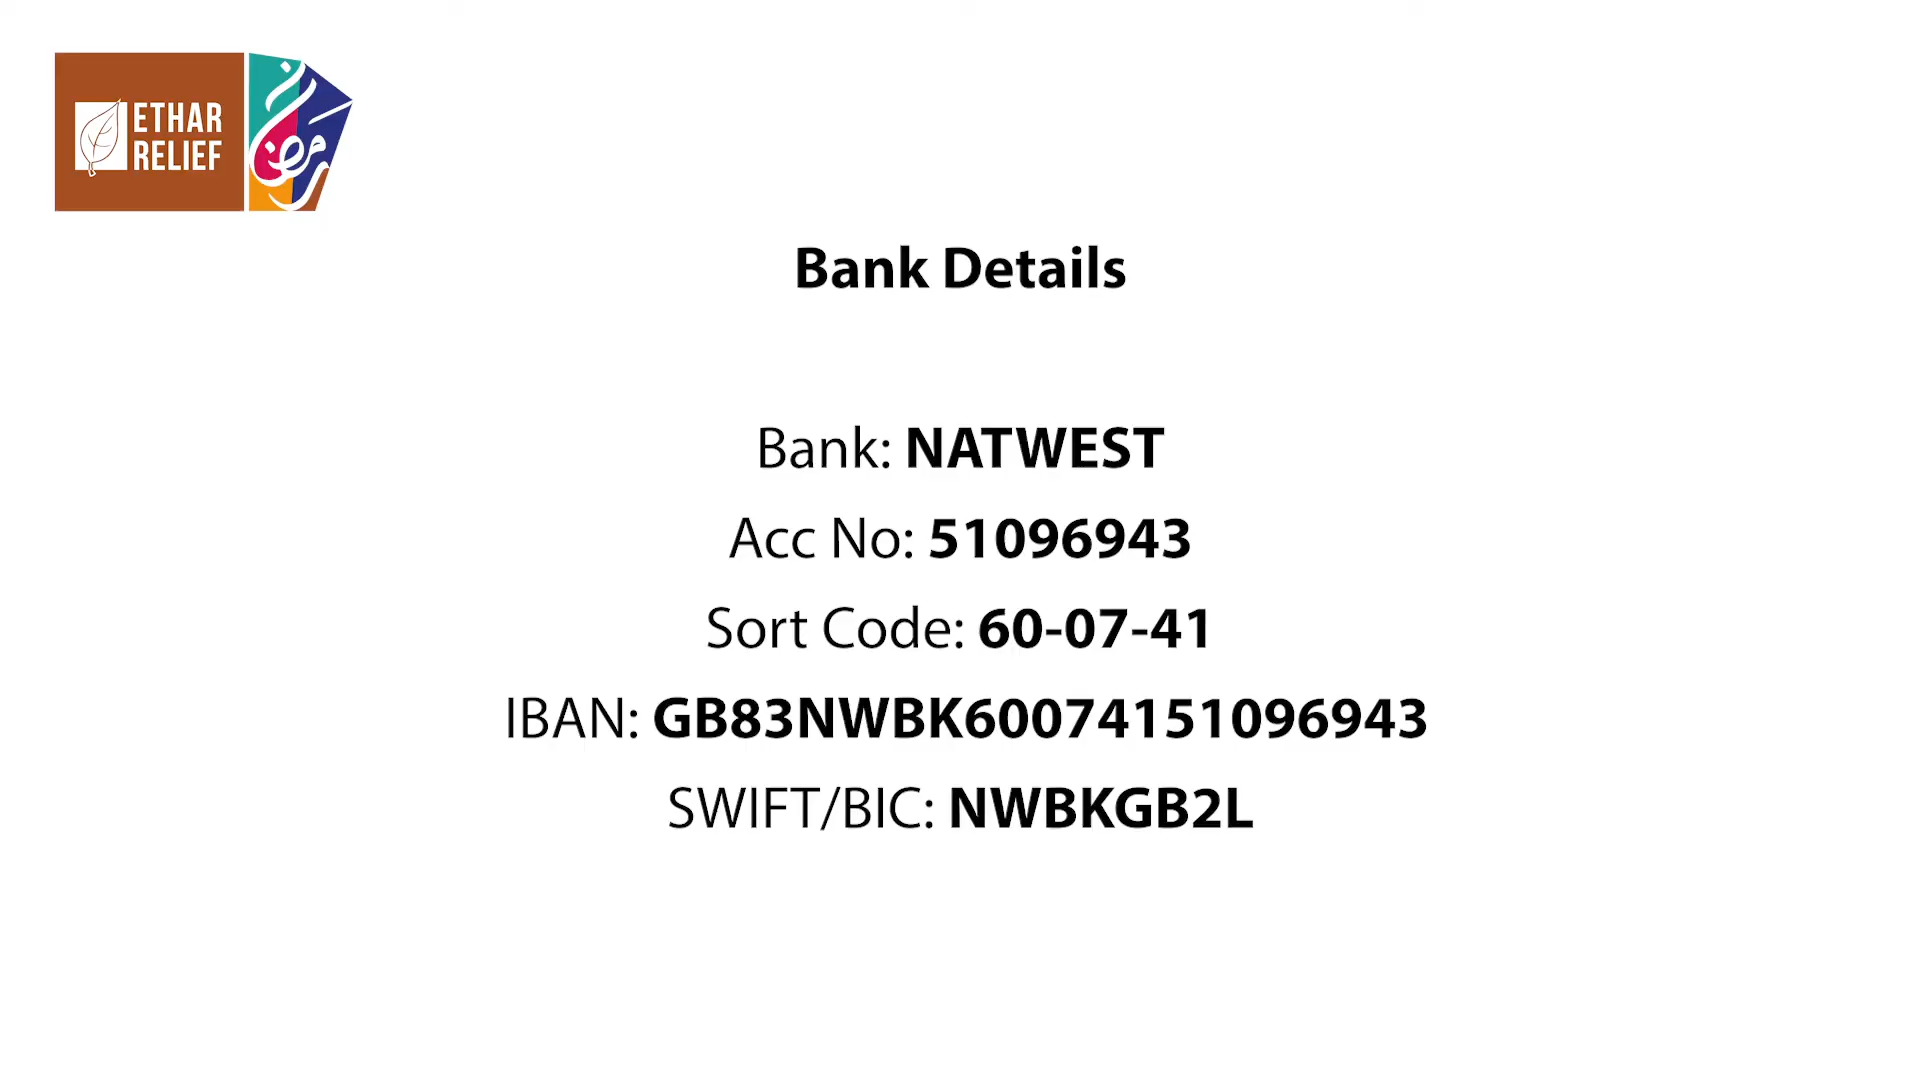 ETHAR
RELIEF
رمضان
Bank Details
Bank: NATWEST
Acc No: 51096943
Sort Code: 60-07-41
IBAN: GB83NWBK60074151096943
SWIFT/BIC: NWBKGB2L